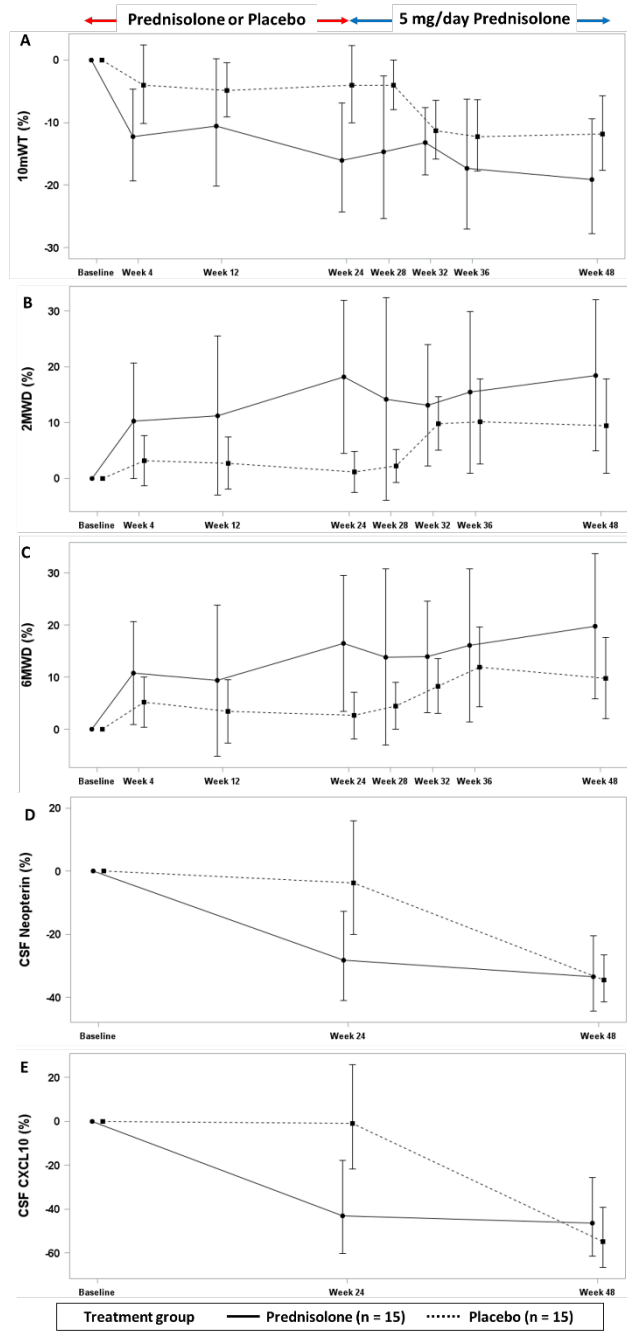 Prednisolone or Placebo 5 mg/day Prednisolone
A
10mWT (%)
0
-10
-20
-30
Baseline Week 4 Week 12 Week 24 Week 28 Week 32 Week 36 Week 48
B
2MWD (%)
30
20
10
0
Baseline Week 4 Week 12 Week 24 Week 28 Week 32 Week 36 Week 48
C
6MWD (%)
30
20
10
0
Baseline Week 4 Week 12 Week 24 Week 28 Week 32 Week 36 Week 48
D
CSF Neopterin (%)
20
0
-20
-40
Baseline Week 24 Week 48
E
CSF CXCL10 (%)
20
0
-20
-40
-60
Baseline Week 24 Week 48
Treatment group Prednisolone (n = 15) Placebo (n = 15)